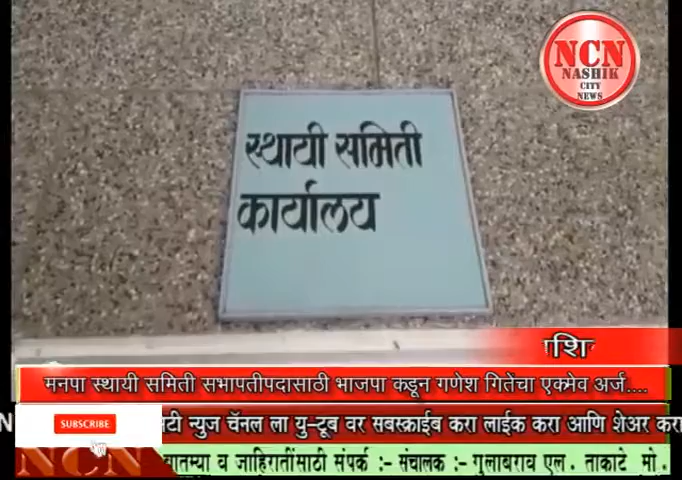 NCN
NASHIK
CITY
NEWS
स्थायी समिती
कार्यालय
शि
मनपा स्थायी समिती सभापतीपदासाठी भाजपा कडून गणेश गितेंचा एकमेव अर्ज....
SUBSCRIBE
न्युज चॅनल ला यु-टूब वर सबस्क्राईब करा लाईक करा आणि शेअर करा
NCN
बातम्या व जाहिरातींसाठी संपर्क :- संचालक :- गुलाबराव एल. ताकाटे मो.